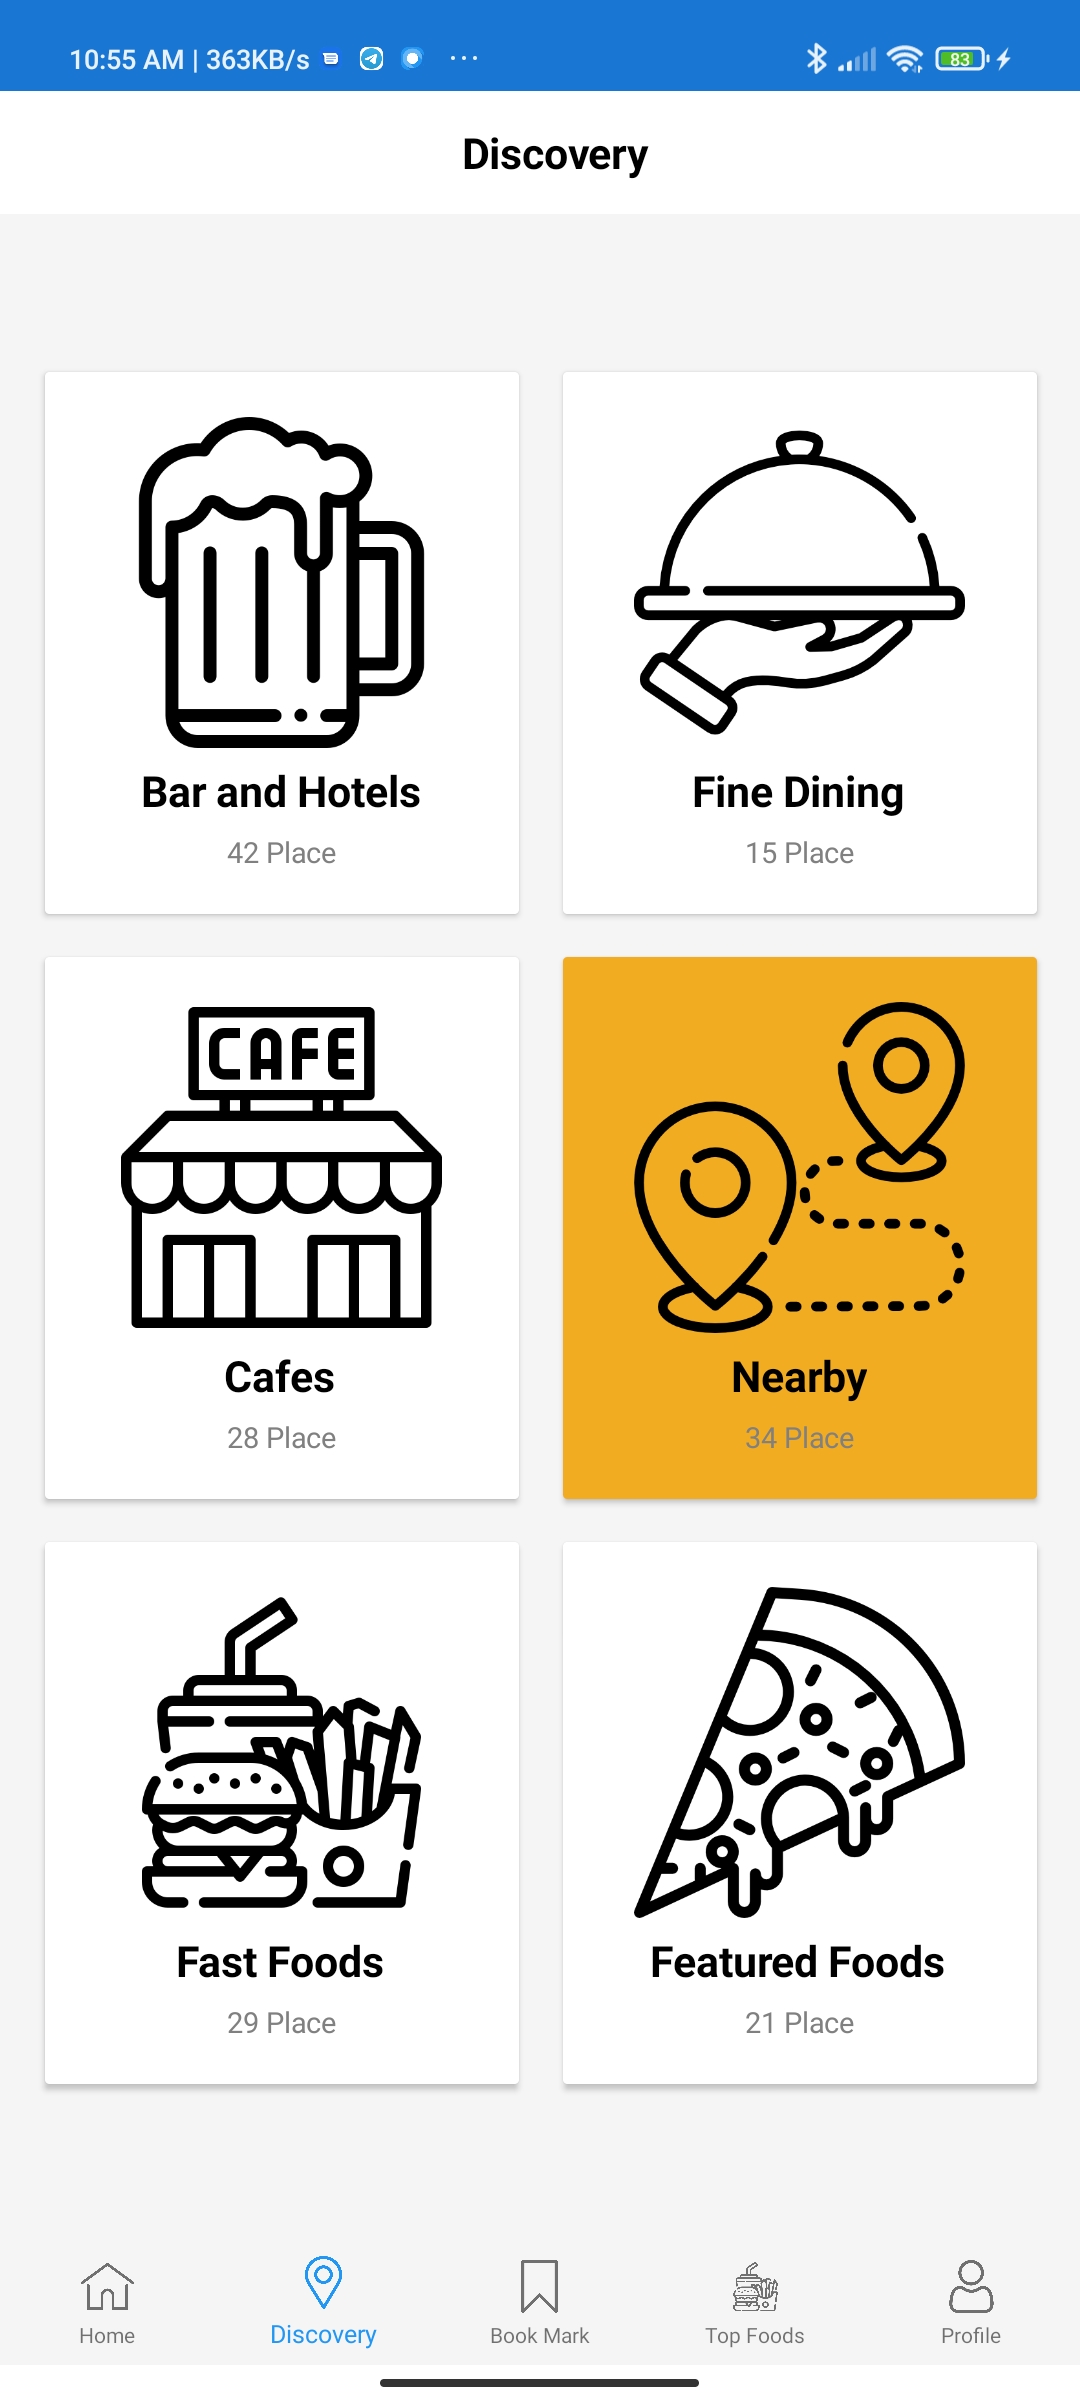 10:55 AM | 363KB/s ... 83
Discovery
Bar and Hotels
42 Place
Fine Dining
15 Place
CAFE
Cafes
28 Place
Nearby
34 Place
Fast Foods
29 Place
Featured Foods
21 Place
Home
Discovery
Book Mark
Top Foods
Profile